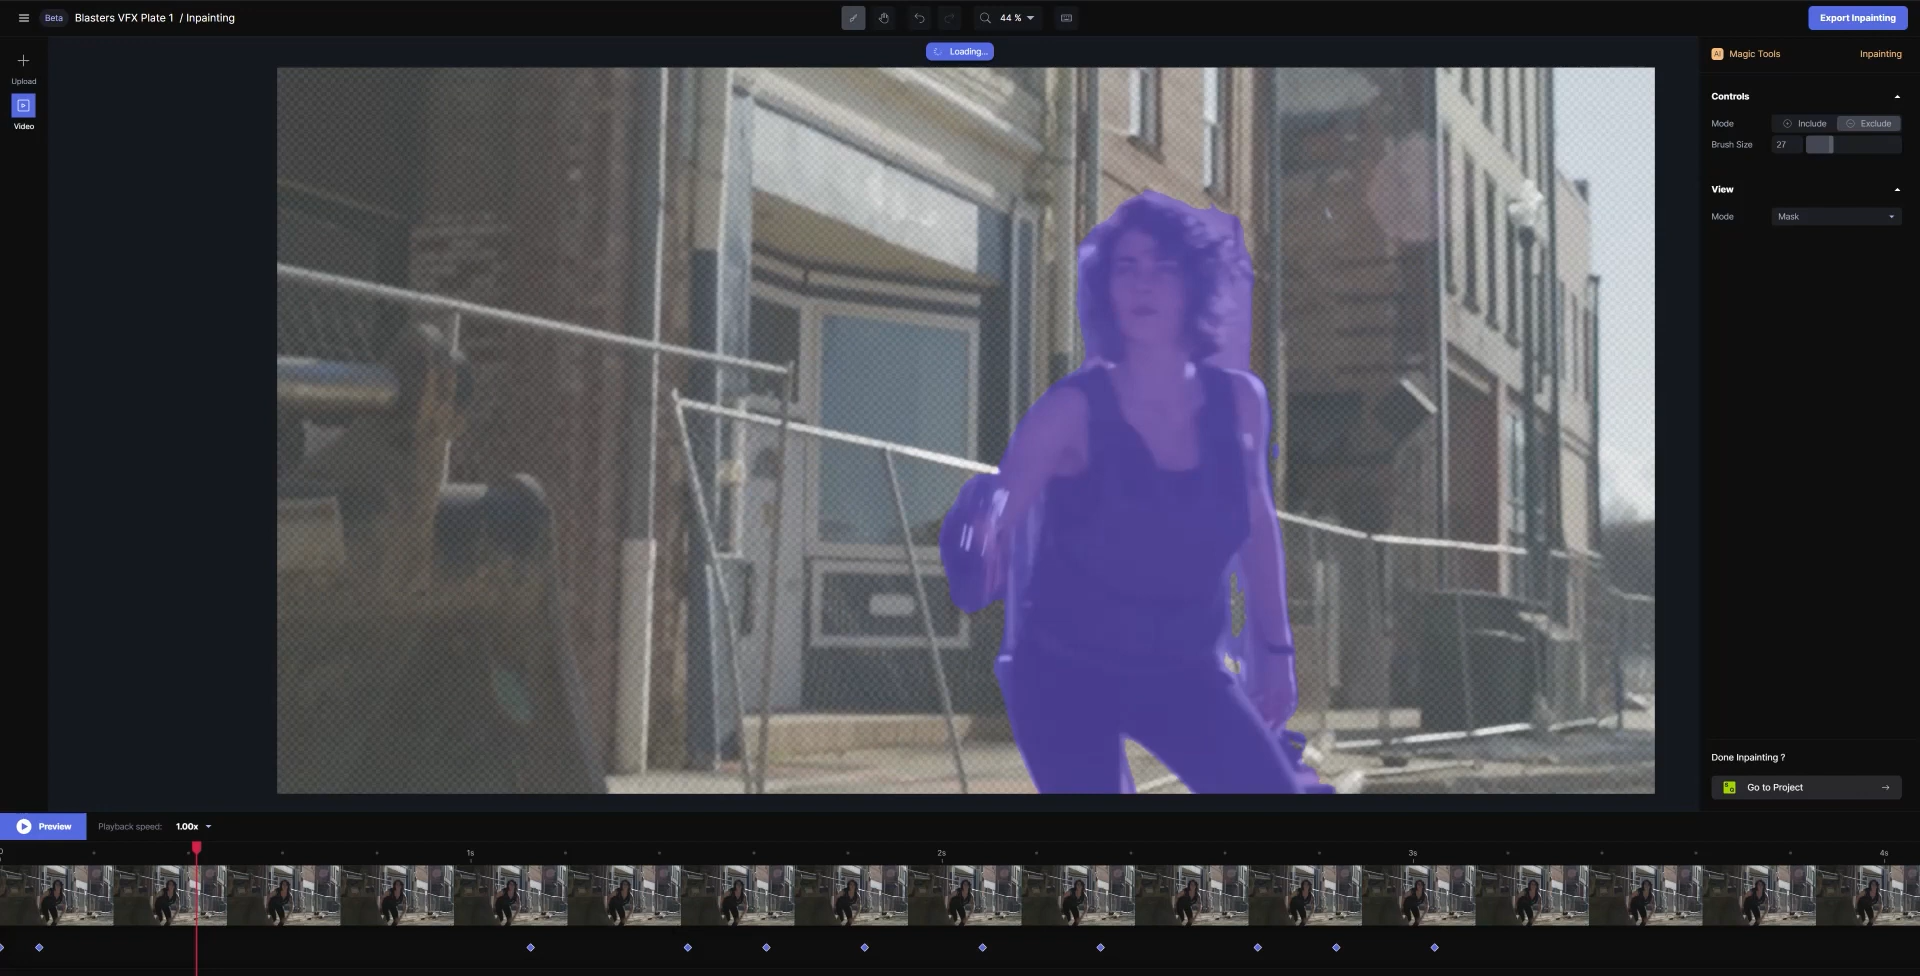 Beta Blasters VFX Plate 1 / Inpainting
44 %
Export Inpainting
Upload
Video
Loading...
AI Magic Tools Inpainting
Controls
Mode Include Exclude
Brush Size 27
View
Mode Mask
Done Inpainting ?
Go to Project
Preview Playback speed: 1.00x
0 1s 2s 3s 4s